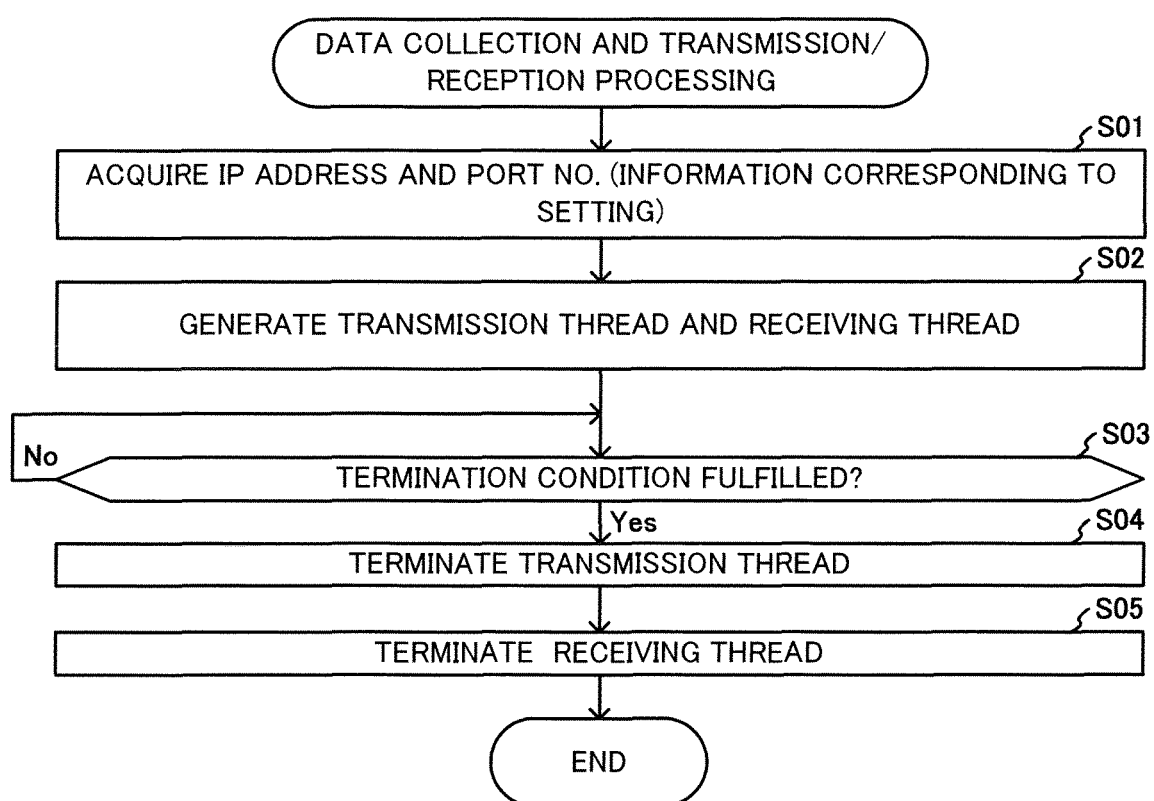 DATA COLLECTION AND TRANSMISSION/
RECEPTION PROCESSING
S01
ACQUIRE IP ADDRESS AND PORT NO. (INFORMATION CORRESPONDING TO
SETTING)
S02
GENERATE TRANSMISSION THREAD AND RECEIVING THREAD
No
S03
TERMINATION CONDITION FULFILLED?
Yes
S04
TERMINATE TRANSMISSION THREAD
S05
TERMINATE RECEIVING THREAD
END